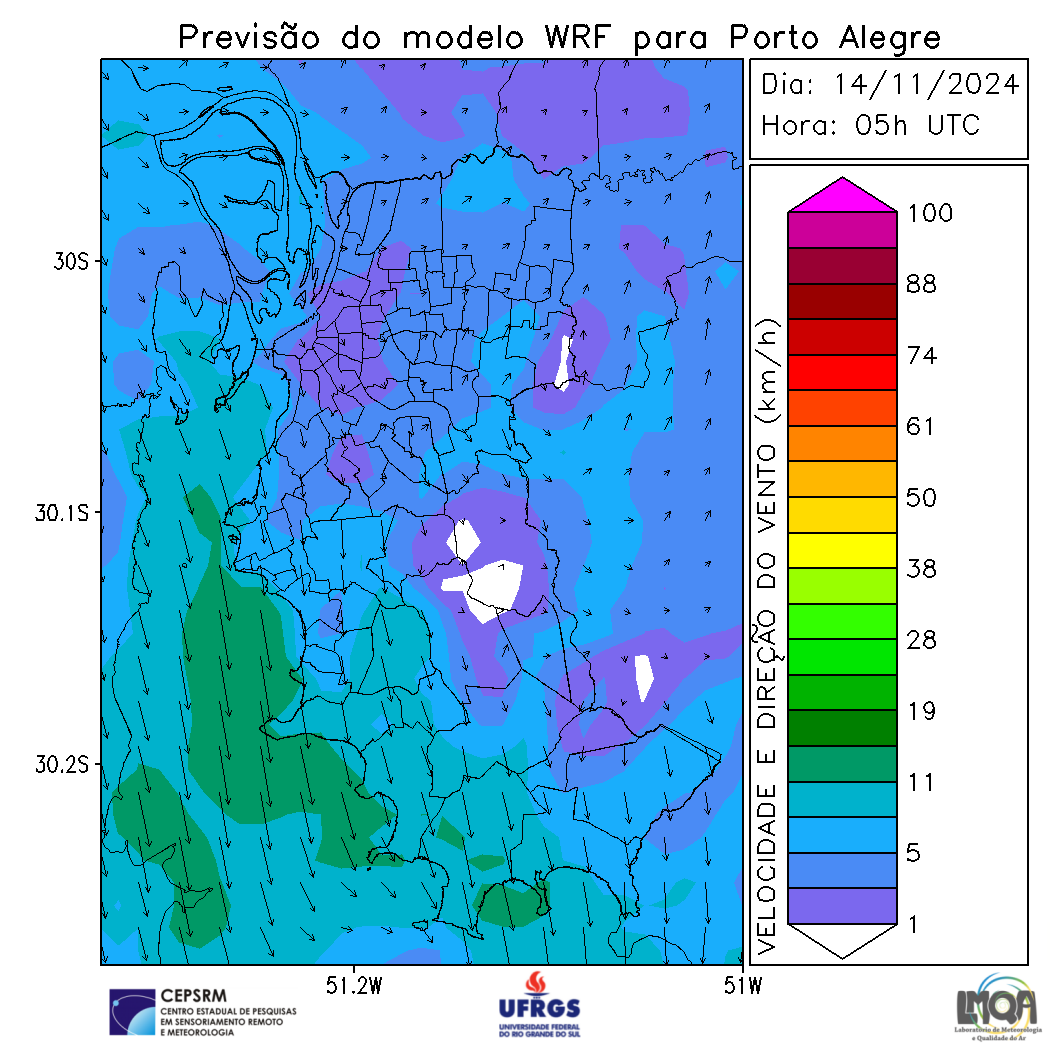 Previsão do modelo WRF para Porto Alegre
Dia: 14/11/2024
Hora: 05h UTC
30S
30.1S
30.2S
51.2W
51W
VELOCIDADE E DIREÇÃO DO VENTO (km/h)
100
88
74
61
50
38
28
19
11
5
1
CEPSRM
CENTRO ESTADUAL DE PESQUISAS
EM SENSORIAMENTO REMOTO
E METEOROLOGIA
UFRGS
UNIVERSIDADE FEDERAL
DO RIO GRANDE DO SUL
LMQA
Laboratório de Meteorologia
e Qualidade do Ar